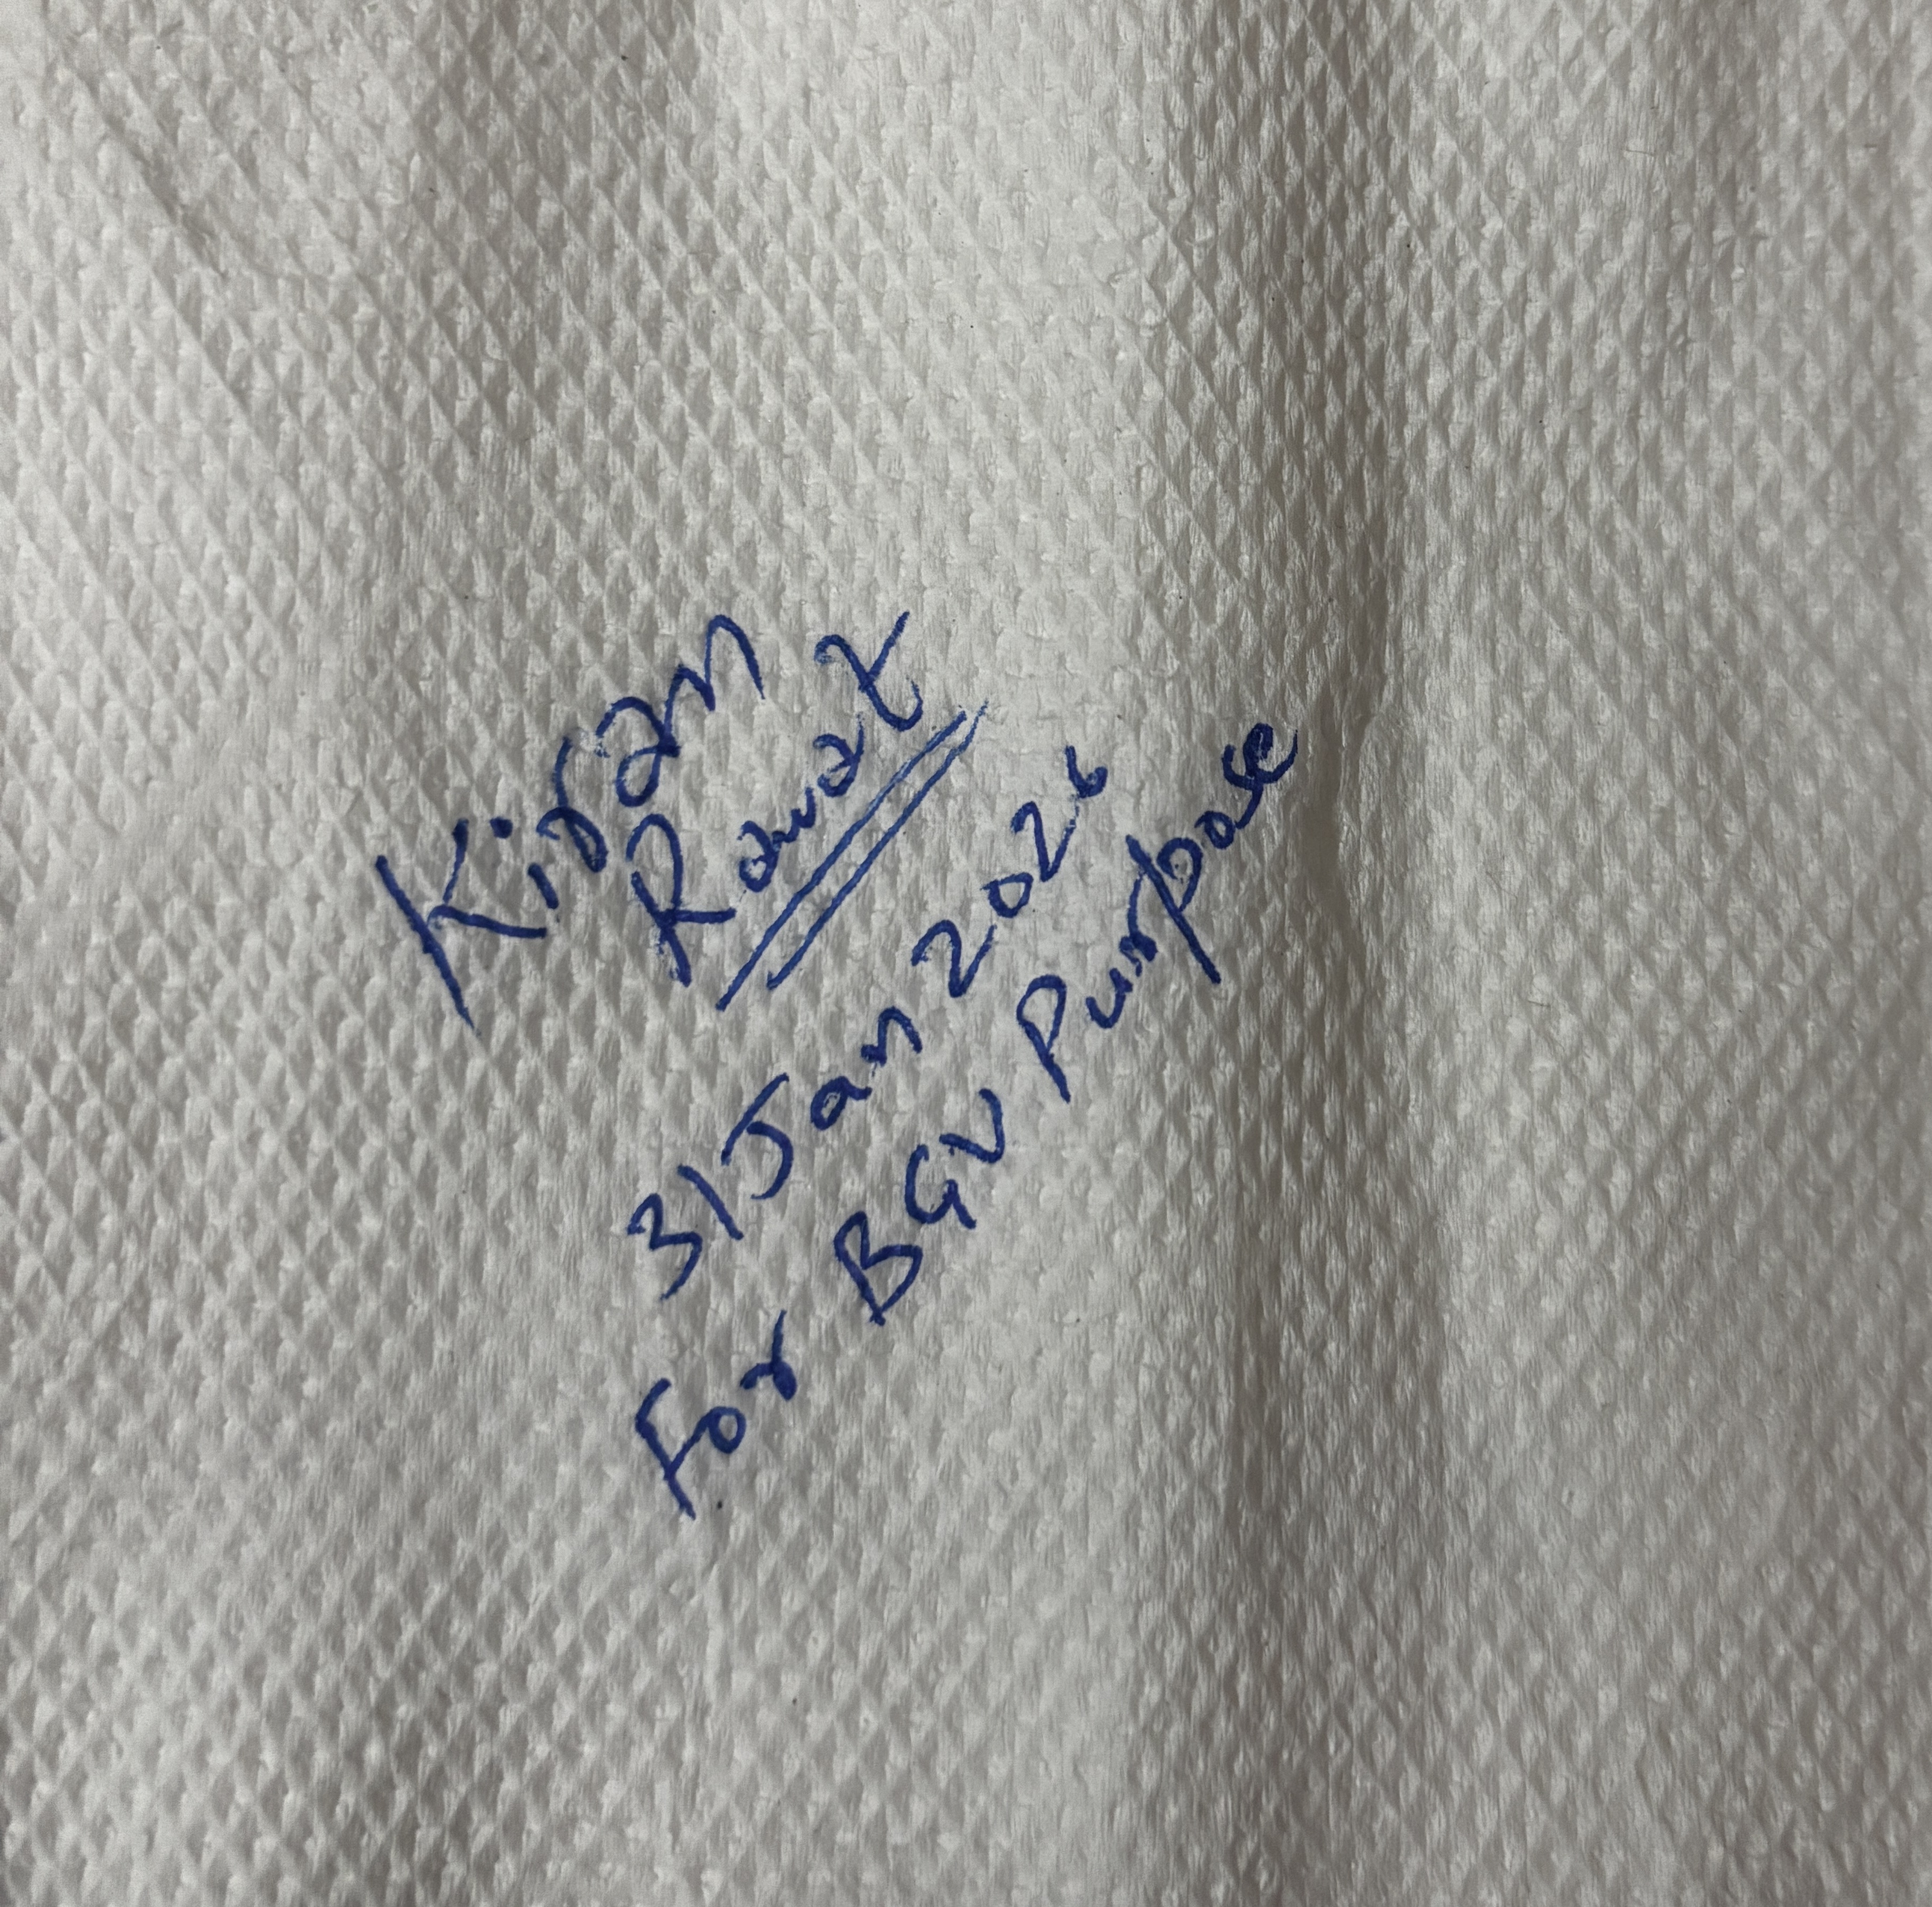 Kiran
Rawat
31 Jan 2026
For BGV Purpose